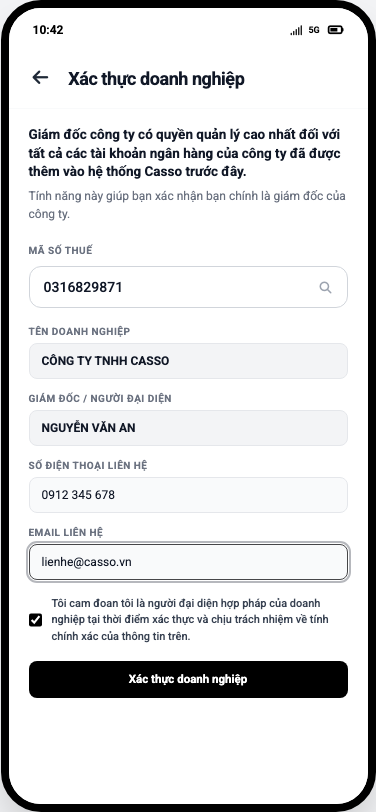 10:42
5G
Xác thực doanh nghiệp
Giám đốc công ty có quyền quản lý cao nhất đối với
tất cả các tài khoản ngân hàng của công ty đã được
thêm vào hệ thống Casso trước đây.
Tính năng này giúp bạn xác nhận bạn chính là giám đốc của
công ty.
MÃ SỐ THUẾ
0316829871
TÊN DOANH NGHIỆP
CÔNG TY TNHH CASSO
GIÁM ĐỐC / NGƯỜI ĐẠI DIỆN
NGUYỄN VĂN AN
SỐ ĐIỆN THOẠI LIÊN HỆ
0912 345 678
EMAIL LIÊN HỆ
lienhe@casso.vn
Tôi cam đoan tôi là người đại diện hợp pháp của doanh
nghiệp tại thời điểm xác thực và chịu trách nhiệm về tính
chính xác của thông tin trên.
Xác thực doanh nghiệp